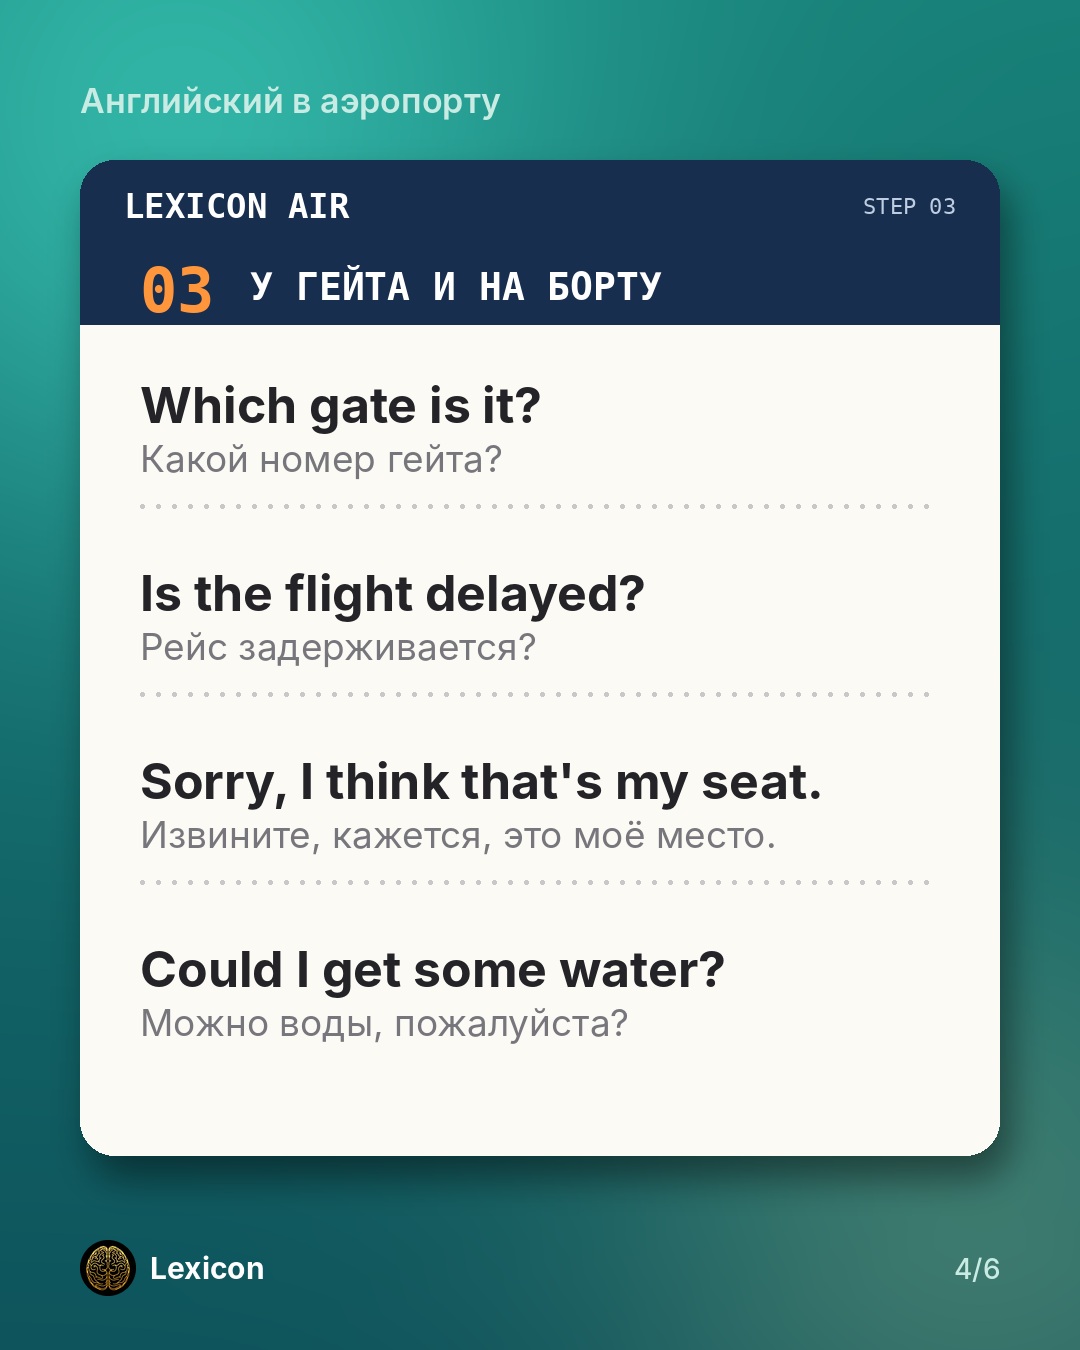 Английский в аэропорту
LEXICON AIR
STEP 03
03 У ГЕЙТА И НА БОРТУ
Which gate is it?
Какой номер гейта?
Is the flight delayed?
Рейс задерживается?
Sorry, I think that's my seat.
Извините, кажется, это моё место.
Could I get some water?
Можно воды, пожалуйста?
Lexicon
4/6